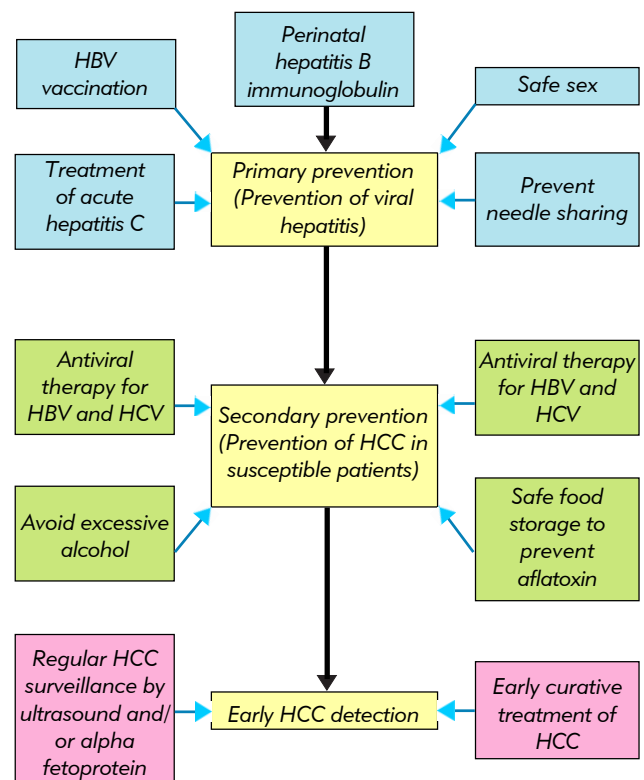 HBV
vaccination
Perinatal
hepatitis B
immunoglobulin
Safe sex
Treatment
of acute
hepatitis C
Primary prevention
(Prevention of viral
hepatitis)
Prevent
needle sharing
Antiviral
therapy for
HBV and HCV
Secondary prevention
(Prevention of HCC in
susceptible patients)
Antiviral therapy
for HBV and
HCV
Avoid excessive
alcohol
Safe food
storage to
prevent
aflatoxin
Regular HCC
surveillance by
ultrasound and/
or alpha
fetoprotein
Early HCC detection
Early curative
treatment of
HCC